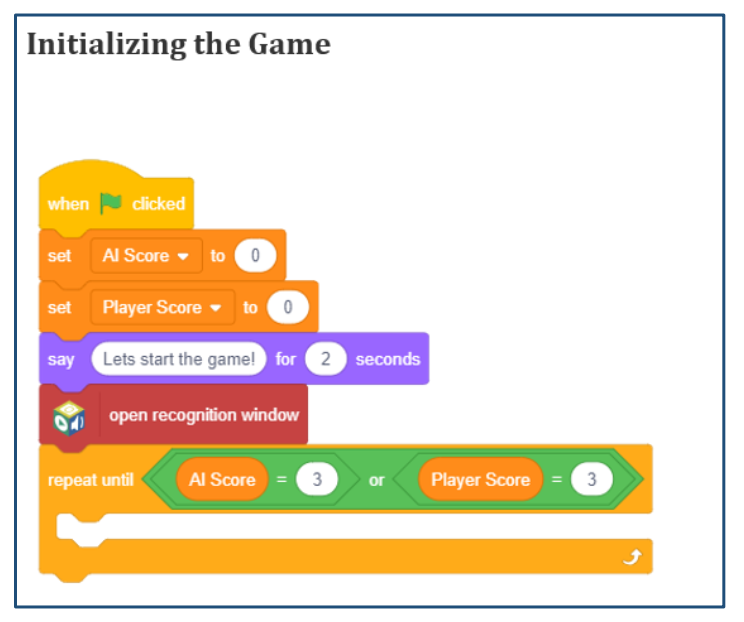 Initializing the Game
when clicked
set AI Score to 0
set Player Score to 0
say Lets start the game! for 2 seconds
open recognition window
repeat until AI Score = 3 or Player Score = 3